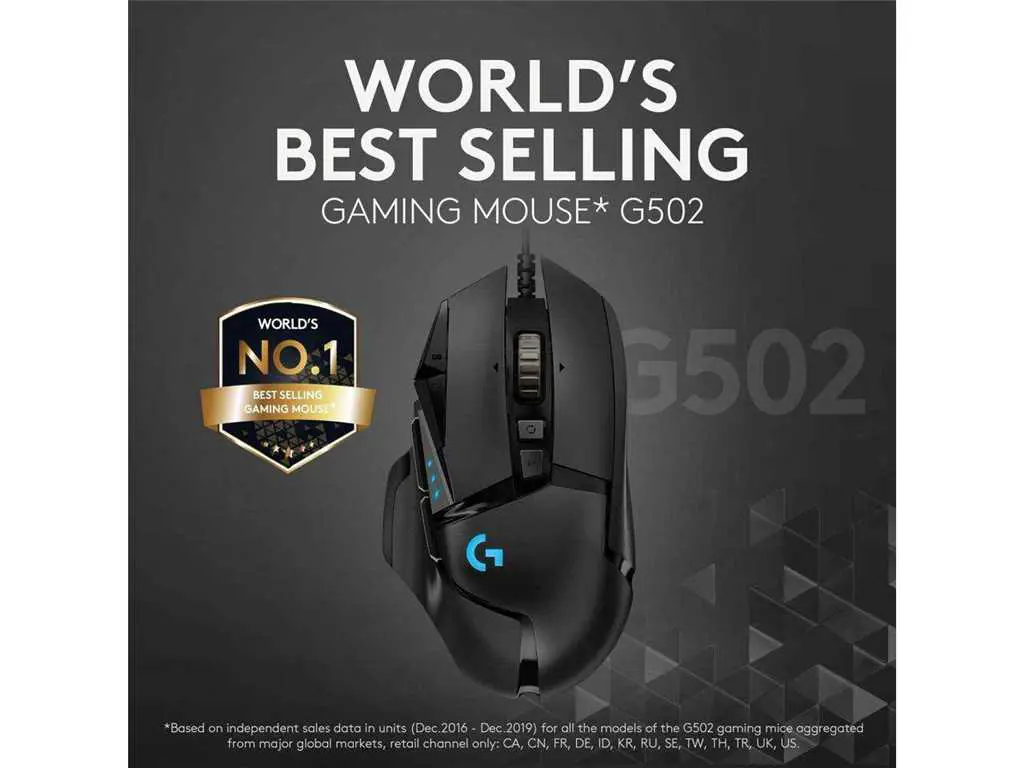 WORLD'S
BEST SELLING
GAMING MOUSE* G502
WORLD'S
NO.1
BEST SELLING
GAMING MOUSE*
G502
G
*Based on independent sales data in units (Dec.2016 - Dec.2019) for all the models of the G502 gaming mice aggregated
from major global markets, retail channel only: CA, CN, FR, DE, ID, KR, RU, SE, TW, TH, TR, UK, US.